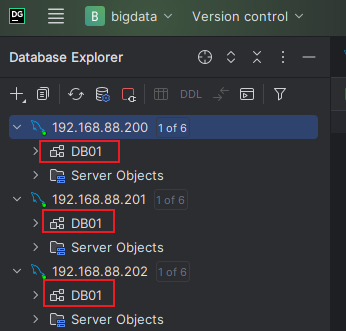 DG B bigdata Version control
Database Explorer
DDL
192.168.88.200 1 of 6
DB01
Server Objects
192.168.88.201 1 of 6
DB01
Server Objects
192.168.88.202 1 of 6
DB01
Server Objects